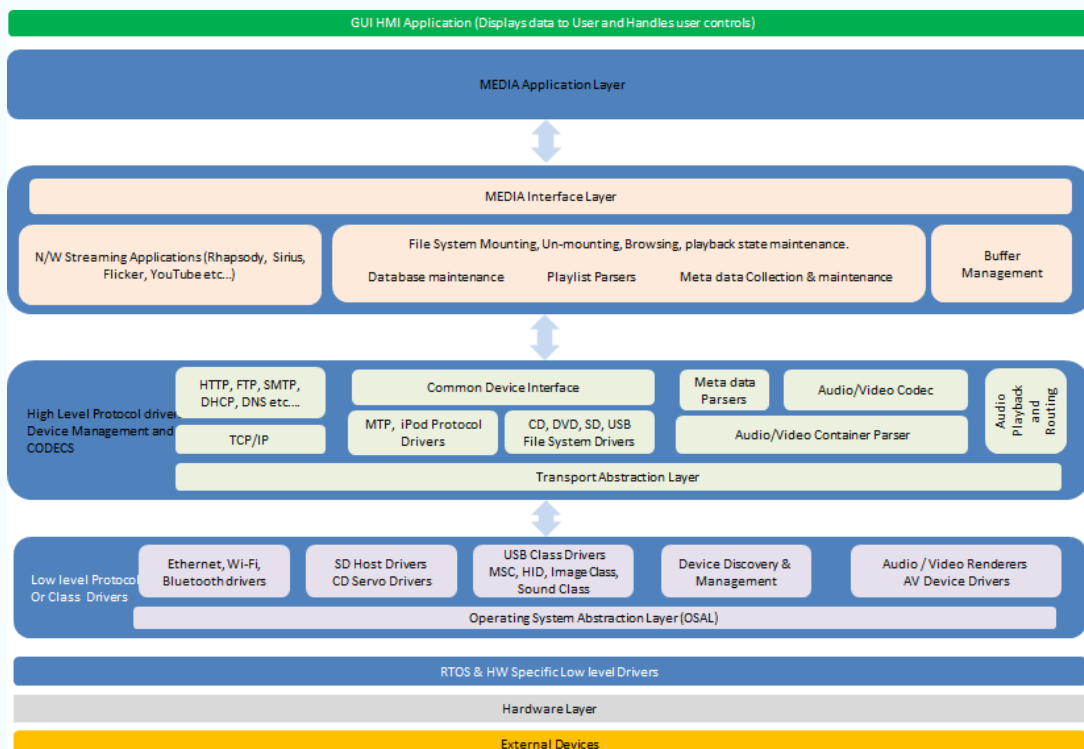 GUI HMI Application (Displays data to User and Handles user controls)
MEDIA Application Layer
MEDIA Interface Layer
N/W Streaming Applications (Rhapsody, Sirius,
Flicker, YouTube etc...)
File System Mounting, Un-mounting, Browsing, playback state maintenance.
Database maintenance
Playlist Parsers
Meta data Collection & maintenance
Buffer
Management
High Level Protocol driver
Device Management and
CODECS
HTTP, FTP, SMTP,
DHCP, DNS etc....
TCP/IP
Common Device Interface
MTP, iPod Protocol
Drivers
CD, DVD, SD, USB
File System Drivers
Meta data
Parsers
Audio/Video Codec
Audio/Video Container Parser
Audio
Playback
and
Routing
Transport Abstraction Layer
Low level Protocol
Or Class Drivers
Ethernet, Wi-Fi,
Bluetooth drivers
SD Host Drivers
CD Servo Drivers
USB Class Drivers
MSC, HID, Image Class,
Sound Class
Device Discovery &
Management
Audio / Video Renderers
AV Device Drivers
Operating System Abstraction Layer (OSAL)
RTOS & HW Specific Low level Drivers
Hardware Layer
External Devices